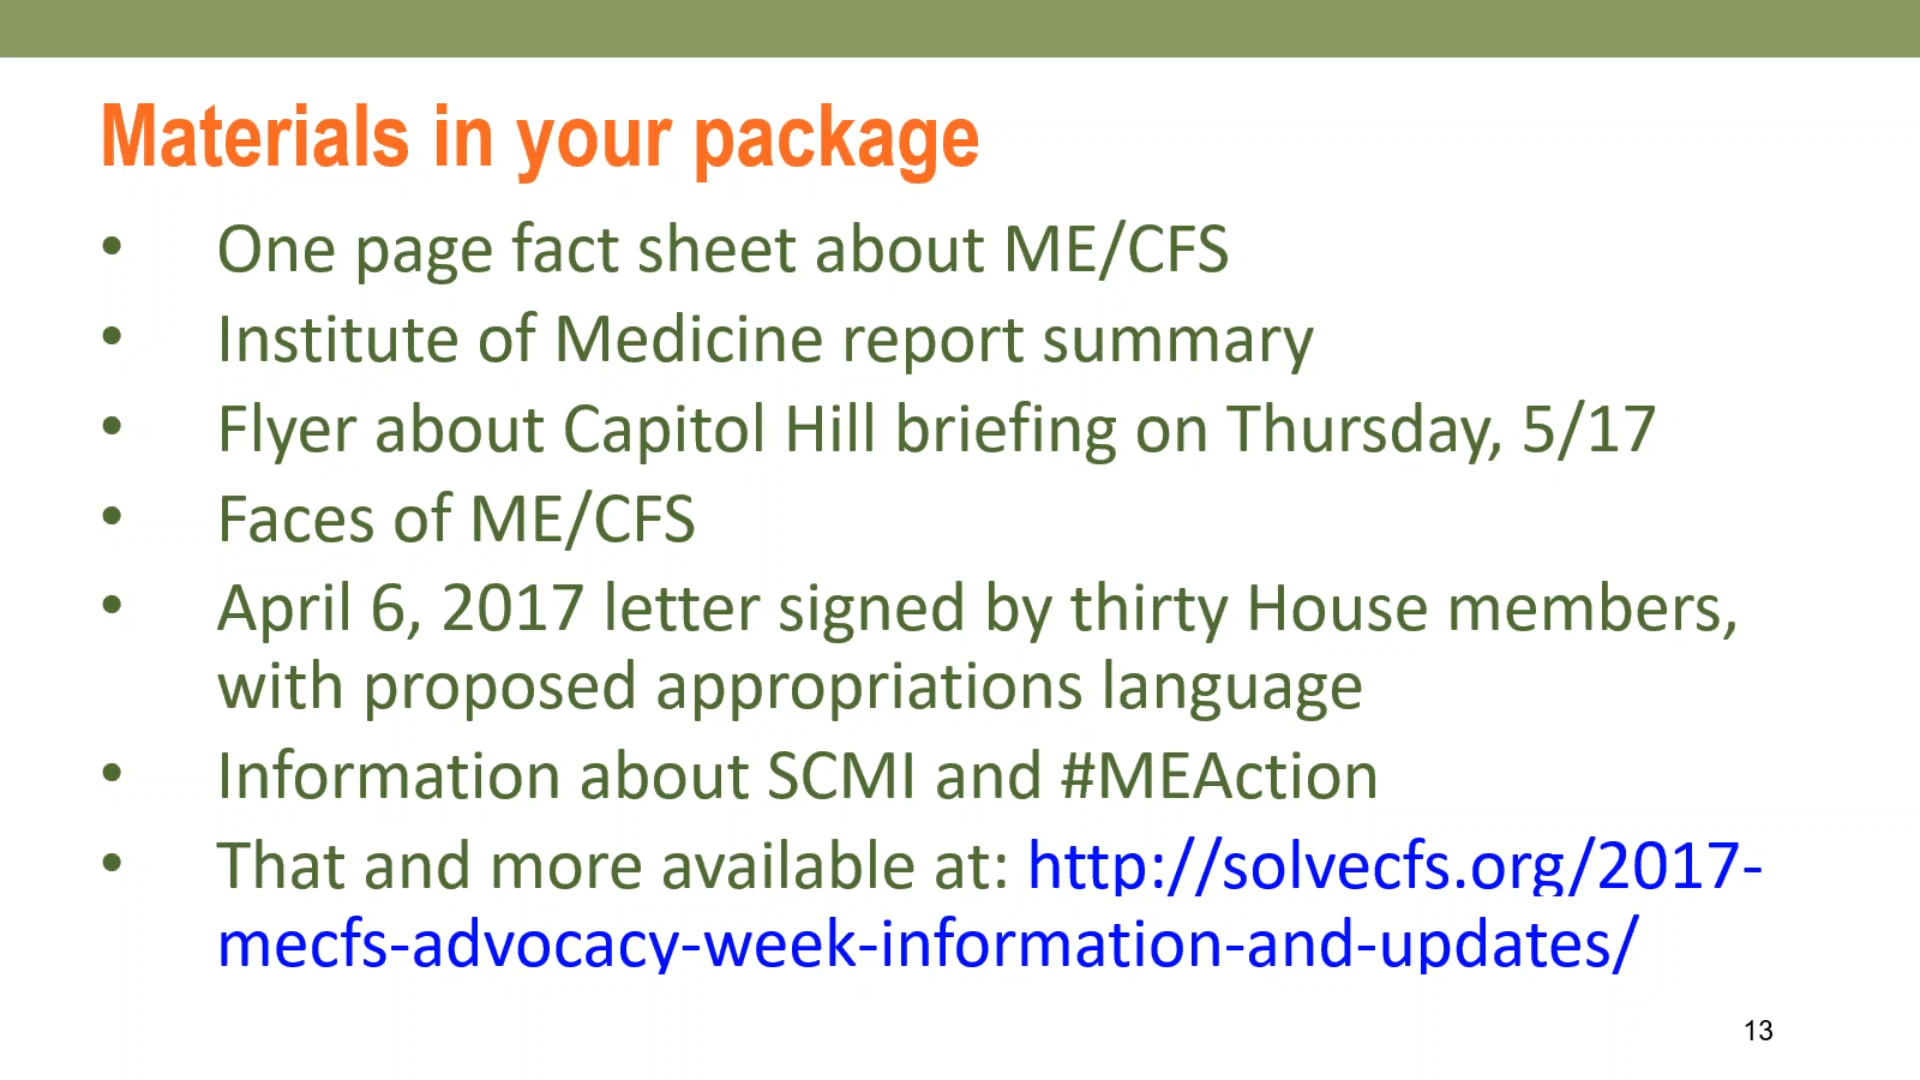 Materials in your package
• One page fact sheet about ME/CFS
• Institute of Medicine report summary
• Flyer about Capitol Hill briefing on Thursday, 5/17
• Faces of ME/CFS
• April 6, 2017 letter signed by thirty House members,
with proposed appropriations language
• Information about SCMI and #MEAction
• That and more available at: http://solvecfs.org/2017-
mecfs-advocacy-week-information-and-updates/
13